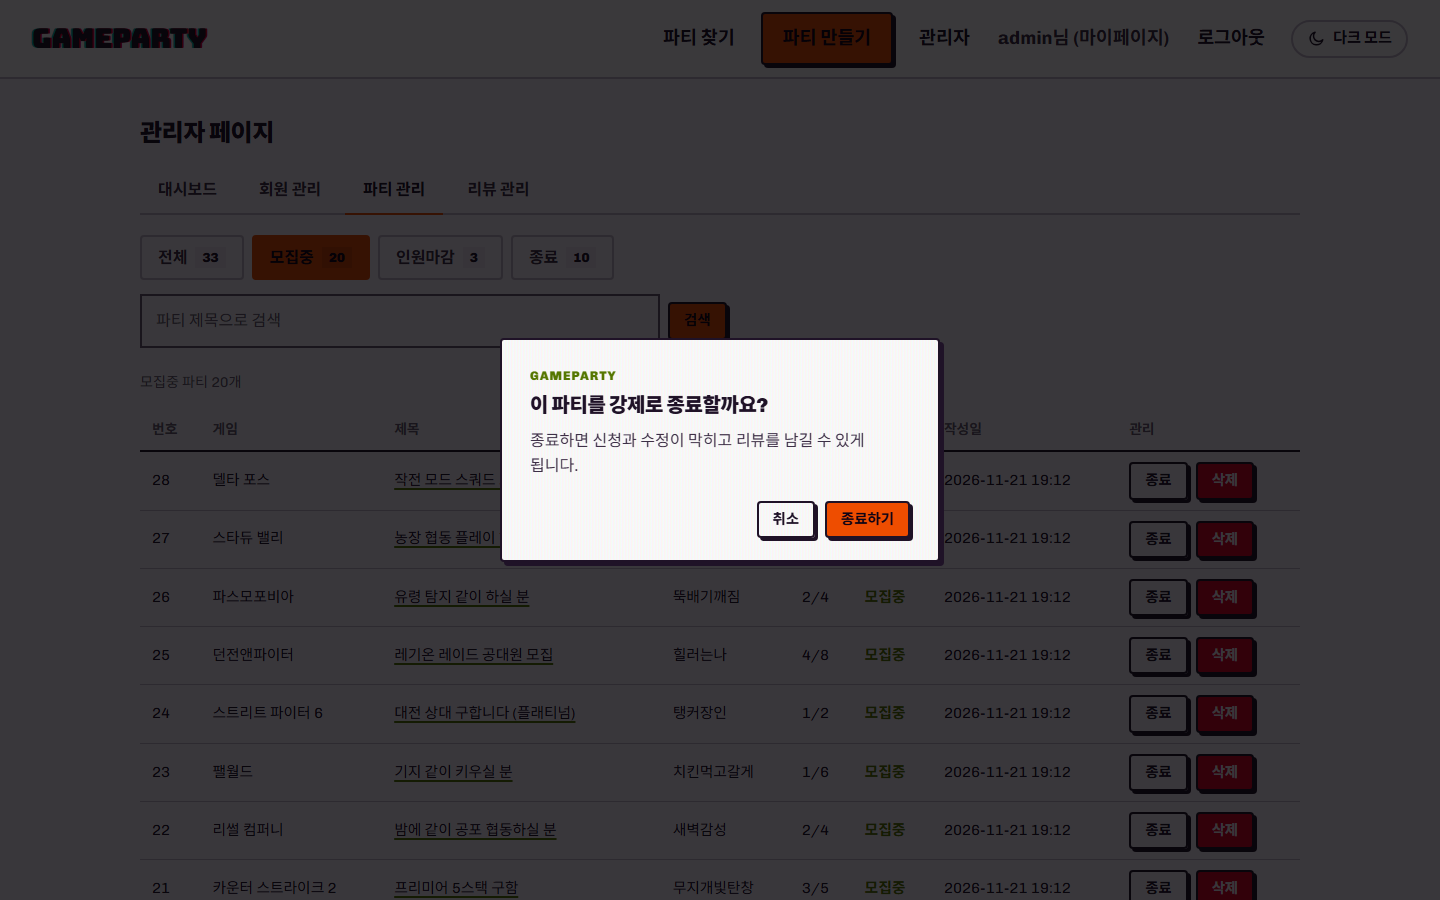 GAMEPARTY
파티 찾기
파티 만들기
관리자
admin님 (마이페이지)
로그아웃
다크 모드
관리자 페이지
대시보드
회원 관리
파티 관리
리뷰 관리
전체 33
모집중 20
인원마감 3
종료 10
파티 제목으로 검색
검색
모집중 파티 20개
GAMEPARTY
이 파티를 강제로 종료할까요?
종료하면 신청과 수정이 막히고 리뷰를 남길 수 있게
됩니다.
취소
종료하기
번호 게임 제목 작성일 관리
28 델타 포스 작전 모드 스쿼드 2026-11-21 19:12 종료 삭제
27 스타듀 밸리 농장 협동 플레이 2026-11-21 19:12 종료 삭제
26 파스모포비아 유령 탐지 같이 하실 분 뚝배기깨짐 2/4 모집중 2026-11-21 19:12 종료 삭제
25 던전앤파이터 레기온 레이드 공대원 모집 힐러는나 4/8 모집중 2026-11-21 19:12 종료 삭제
24 스트리트 파이터 6 대전 상대 구합니다 (플래티넘) 탱커장인 1/2 모집중 2026-11-21 19:12 종료 삭제
23 팰월드 기지 같이 키우실 분 치킨먹고갈게 1/6 모집중 2026-11-21 19:12 종료 삭제
22 리썰 컴퍼니 밤에 같이 공포 협동하실 분 새벽감성 2/4 모집중 2026-11-21 19:12 종료 삭제
21 카운터 스트라이크 2 프리미어 5스택 구함 무지개빛탄창 3/5 모집중 2026-11-21 19:12 종료 삭제